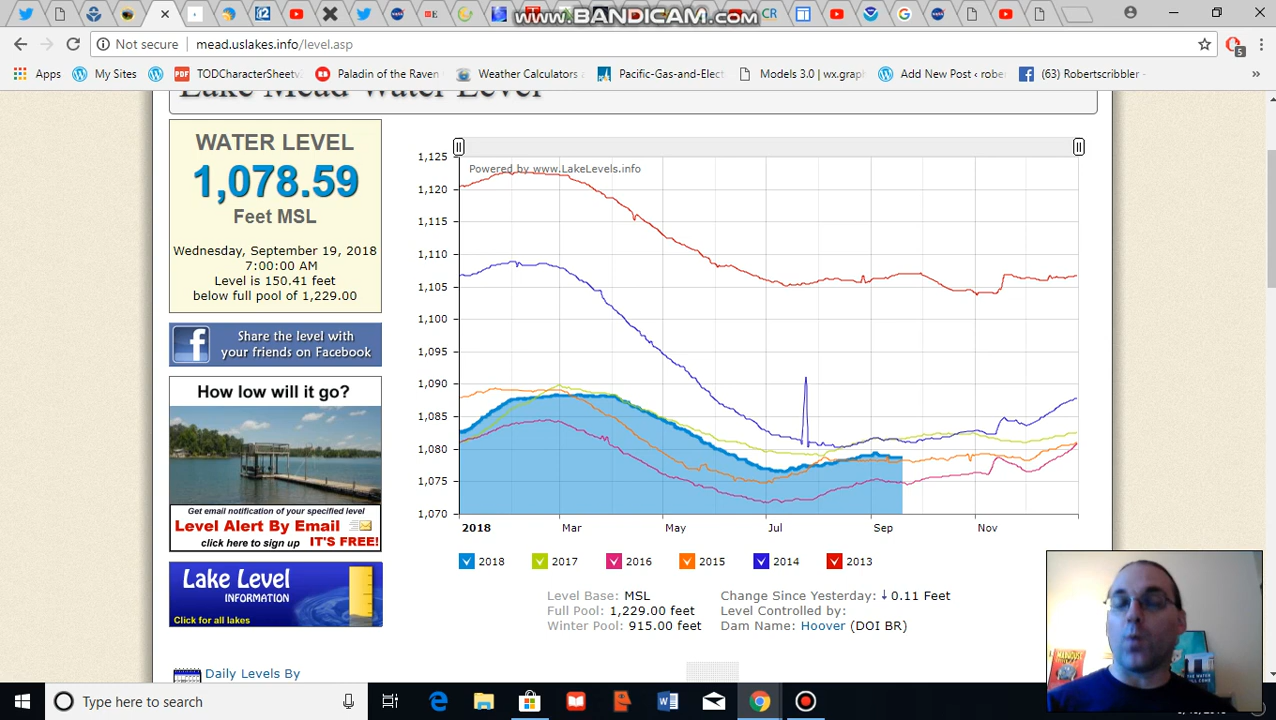 www.BANDICAM.com
Not secure
mead.uslakes.info/level.asp
5
Apps
My Sites
TODCharacterSheetv
Paladin of the Raven
Weather Calculators
Pacific-Gas-and-Elect
Models 3.0 | wx.grap
Add New Post ‹ rober
(63) Robertscribbler -
»
Lake Mead Water Level
WATER LEVEL
1,078.59
Feet MSL
Wednesday, September 19, 2018
7:00:00 AM
Level is 150.41 feet
below full pool of 1,229.00
Share the level with
your friends on Facebook
How low will it go?
Get email notification of your specified level
Level Alert By Email
click here to sign up IT'S FREE!
Lake Level
INFORMATION
Click for all lakes
Daily Levels By
Powered by www.LakeLevels.info
1,125
1,120
1,115
1,110
1,105
1,100
1,095
1,090
1,085
1,080
1,075
1,070
2018 Mar May Jul Sep Nov
2018 2017 2016 2015 2014 2013
Level Base: MSL
Full Pool: 1,229.00 feet
Winter Pool: 915.00 feet
Change Since Yesterday: ↓ 0.11 Feet
Level Controlled by:
Dam Name: Hoover (DOI BR)
Type here to search